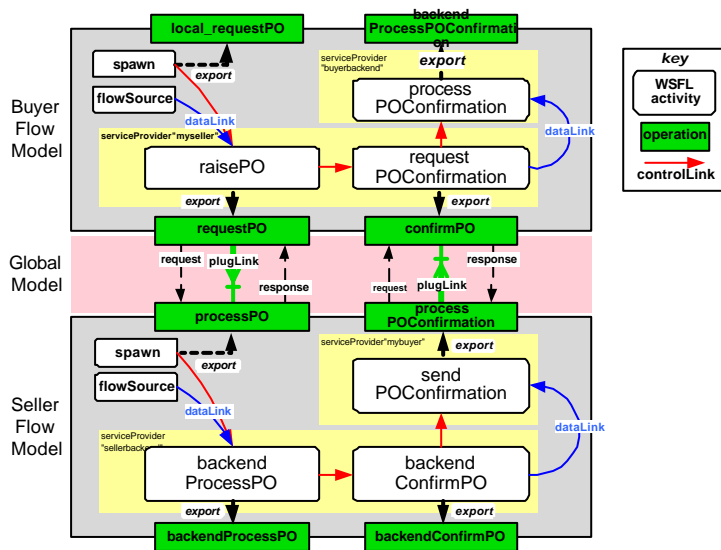 local_requestPO
backend
ProcessPOConfirmati
on
spawn
export
flowSource
dataLink
serviceProvider
"buyerbackend"
export
process
POConfirmation
dataLink
Buyer
Flow
Model
serviceProvider"myseller"
raisePO
request
POConfirmation
export
export
requestPO
confirmPO
Global
Model
request
plugLink
response
request
plugLink
response
processPO
process
POConfirmation
spawn
export
flowSource
dataLink
serviceProvider"mybuyer"
export
send
POConfirmation
dataLink
Seller
Flow
Model
serviceProvider
"sellerbackend"
backend
ProcessPO
backend
ConfirmPO
export
export
backendProcessPO
backendConfirmPO
key
WSFL
activity
operation
controlLink